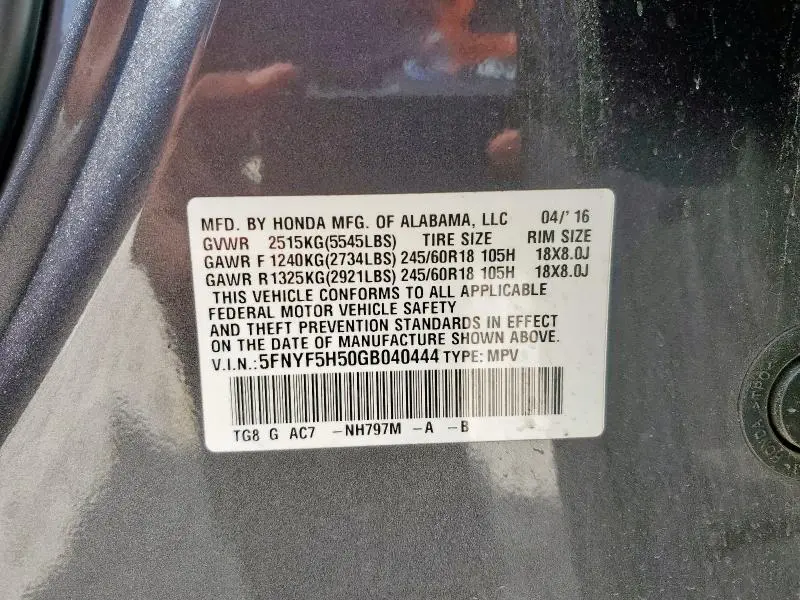 MFD. BY HONDA MFG. OF ALABAMA, LLC 04/' 16
GVWR 2515KG(5545LBS) TIRE SIZE RIM SIZE
GAWR F 1240KG(2734LBS) 245/60R18 105H 18X8.0J
GAWR R1325KG(2921LBS) 245/60R18 105H 18X8.0J
THIS VEHICLE CONFORMS TO ALL APPLICABLE
FEDERAL MOTOR VEHICLE SAFETY
AND THEFT PREVENTION STANDARDS IN EFFECT
ON THE DATE OF MANUFACTURE SHOWN ABOVE.
V.I.N.:5FNYF5H50GB040444 TYPE: MPV
TG8 G AC7 -NH797M -A -B
HONDA